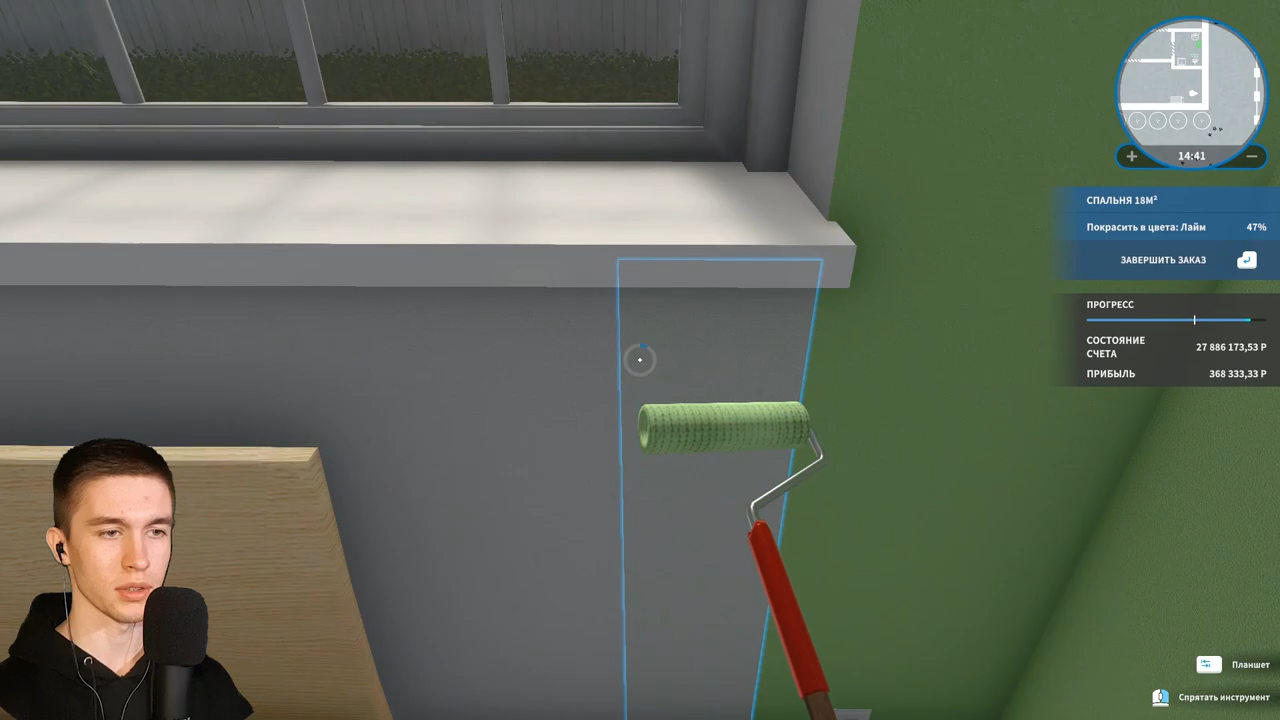 14:41
СПАЛЬНЯ 18М²
Покрасить в цвета: Лайм 47%
ЗАВЕРШИТЬ ЗАКАЗ
ПРОГРЕСС
СОСТОЯНИЕ
СЧЕТА 27 886 173,53 Р
ПРИБЫЛЬ 368 333,33 Р
Планшет
Спрятать инструмент